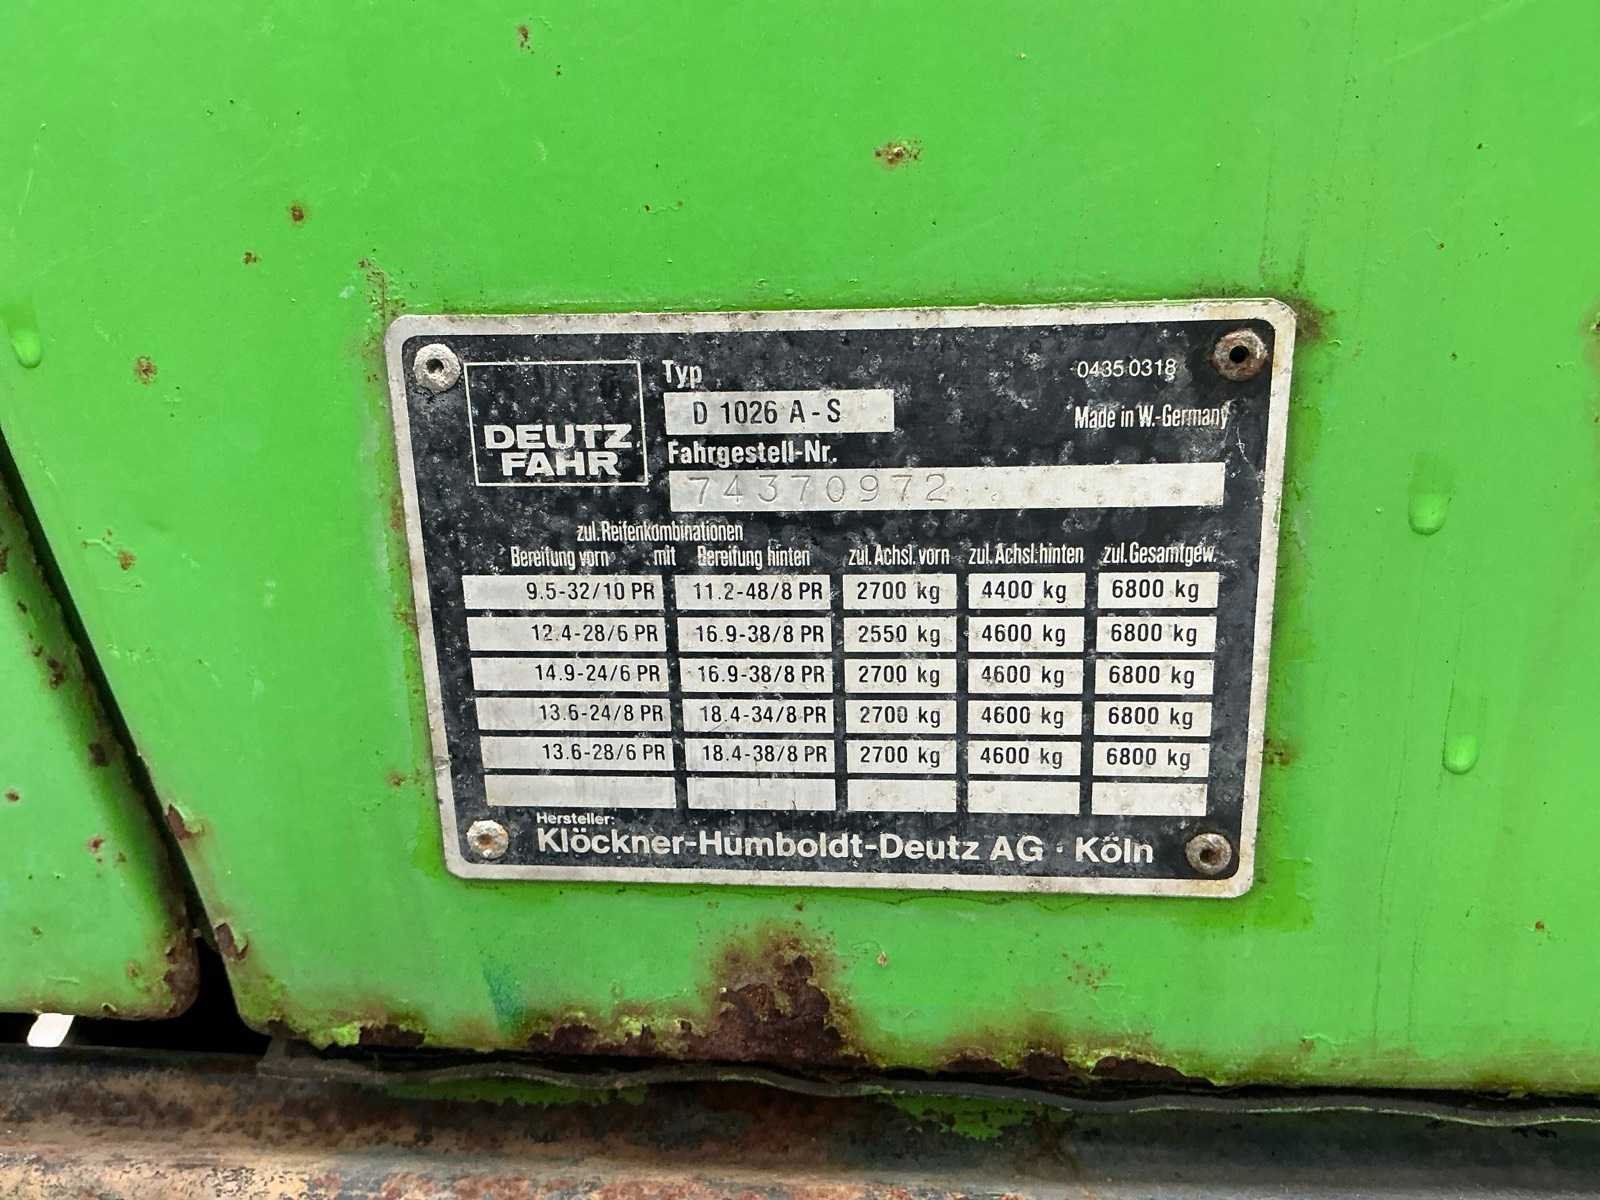 DEUTZ
FAHR
Typ
D 1026 A - S
04350318
Made in W.-Germany
Fahrgestell-Nr.
74370972
zul. Reifenkombinationen
Bereifung vorn mit Bereifung hinten zul. Achsl. vorn zul. Achsl. hinten zul. Gesamtgew.
9.5-32/10 PR 11.2-48/8 PR 2700 kg 4400 kg 6800 kg
12.4-28/6 PR 16.9-38/8 PR 2550 kg 4600 kg 6800 kg
14.9-24/6 PR 16.9-38/8 PR 2700 kg 4600 kg 6800 kg
13.6-24/8 PR 18.4-34/8 PR 2700 kg 4600 kg 6800 kg
13.6-28/6 PR 18.4-38/8 PR 2700 kg 4600 kg 6800 kg
Hersteller:
Klöckner-Humboldt-Deutz AG · Köln